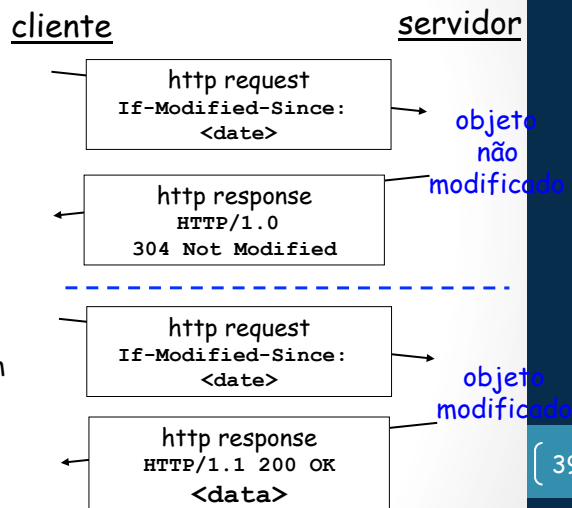 cliente
servidor
http request
If-Modified-Since:
<date>
objeto
não
modificado
http response
HTTP/1.0
304 Not Modified
http request
If-Modified-Since:
<date>
objeto
modificado
http response
HTTP/1.1 200 OK
<data>